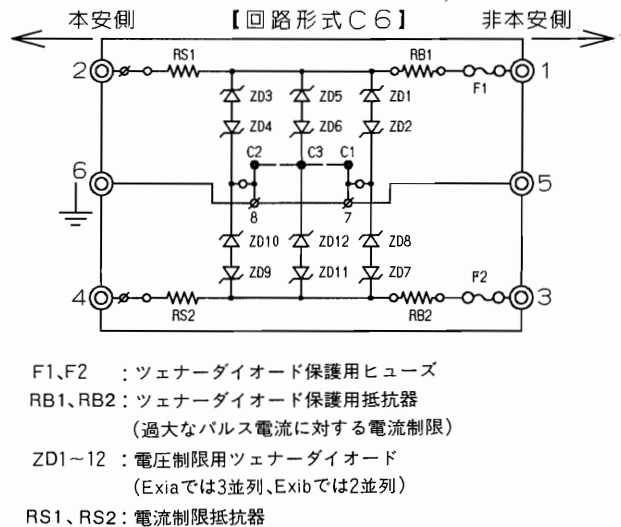 本安側 【回路形式C6】 非本安側
2 RS1 RB1 F1 1
ZD3 ZD5 ZD1
ZD4 ZD6 ZD2
C2 C3 C1
6 5
8 7
ZD10 ZD12 ZD8
ZD9 ZD11 ZD7
4 RS2 RB2 F2 3
F1、F2 :ツェナーダイオード保護用ヒューズ
RB1、RB2:ツェナーダイオード保護用抵抗器
(過大なパルス電流に対する電流制限)
ZD1~12 :電圧制限用ツェナーダイオード
(Exiaでは3並列、Exibでは2並列)
RS1、RS2:電流制限抵抗器